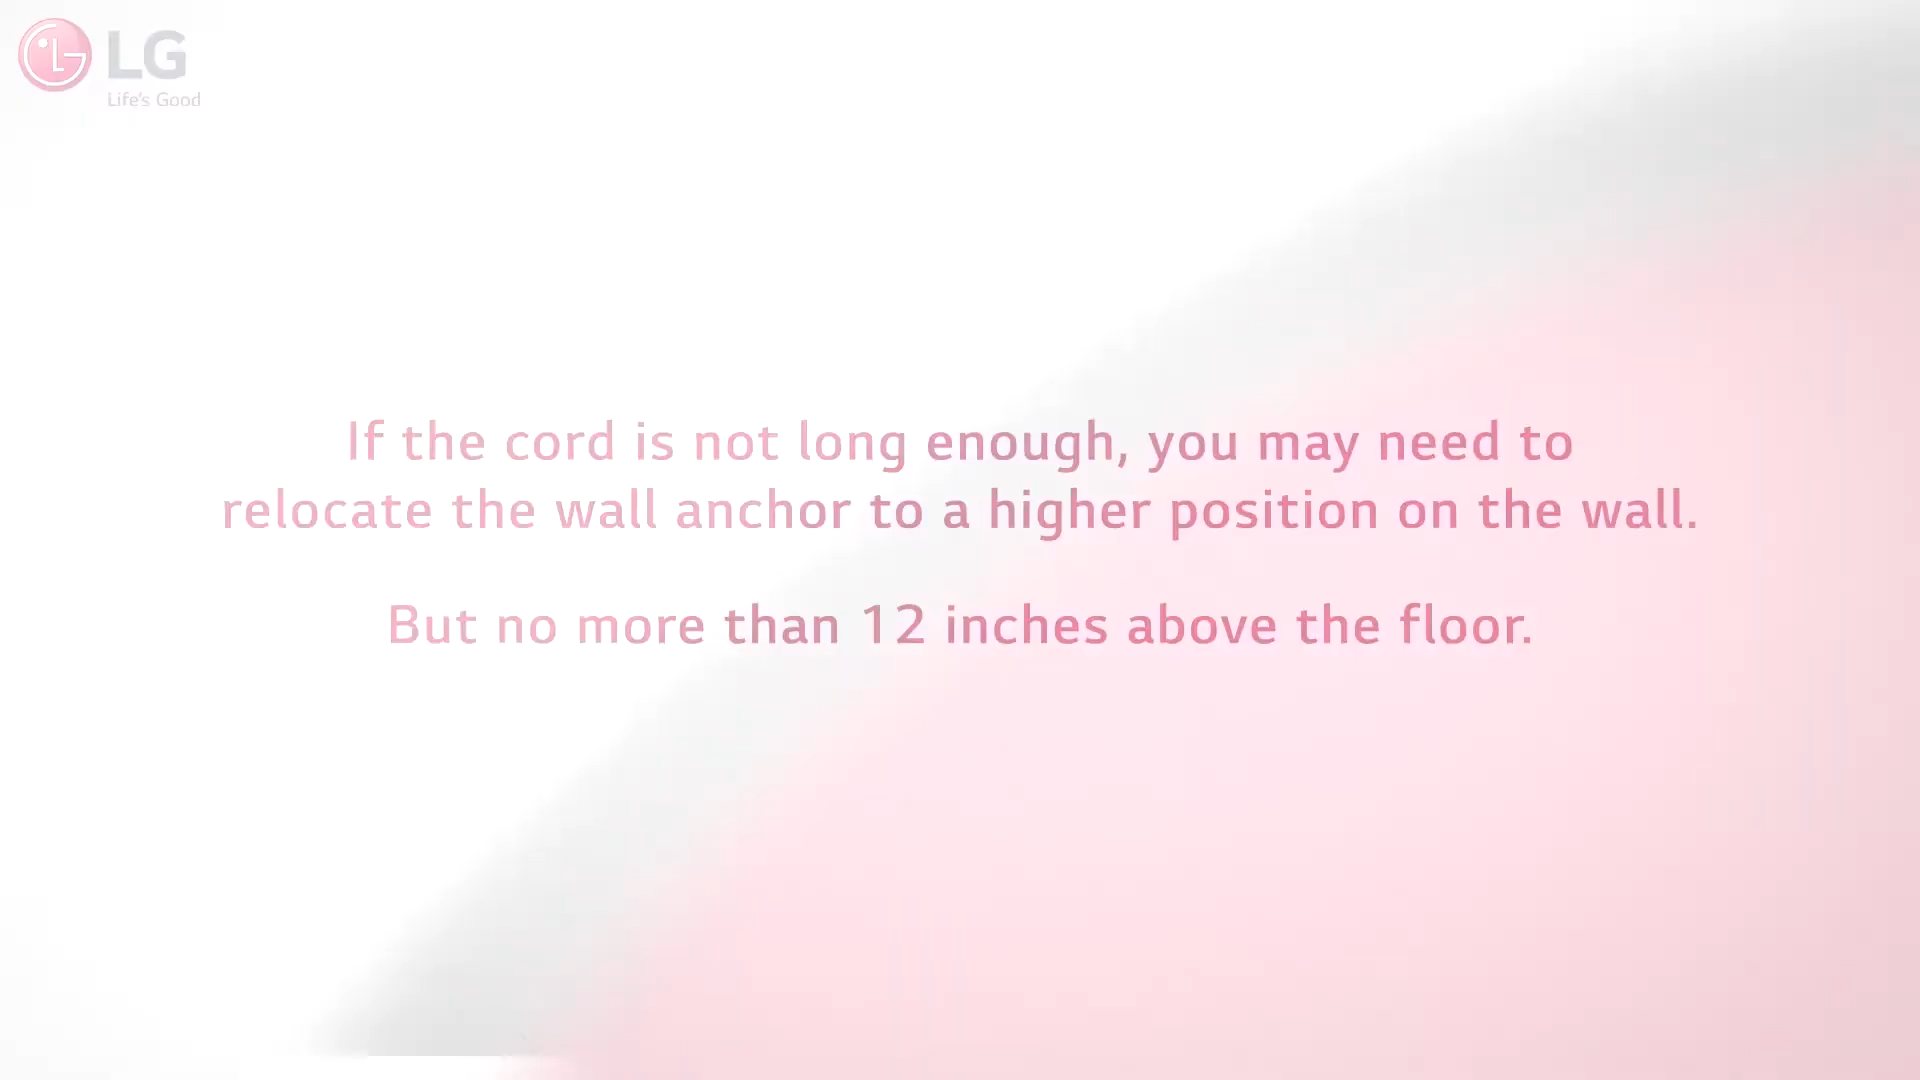 LG
Life's Good
If the cord is not long enough, you may need to
relocate the wall anchor to a higher position on the wall.
But no more than 12 inches above the floor.